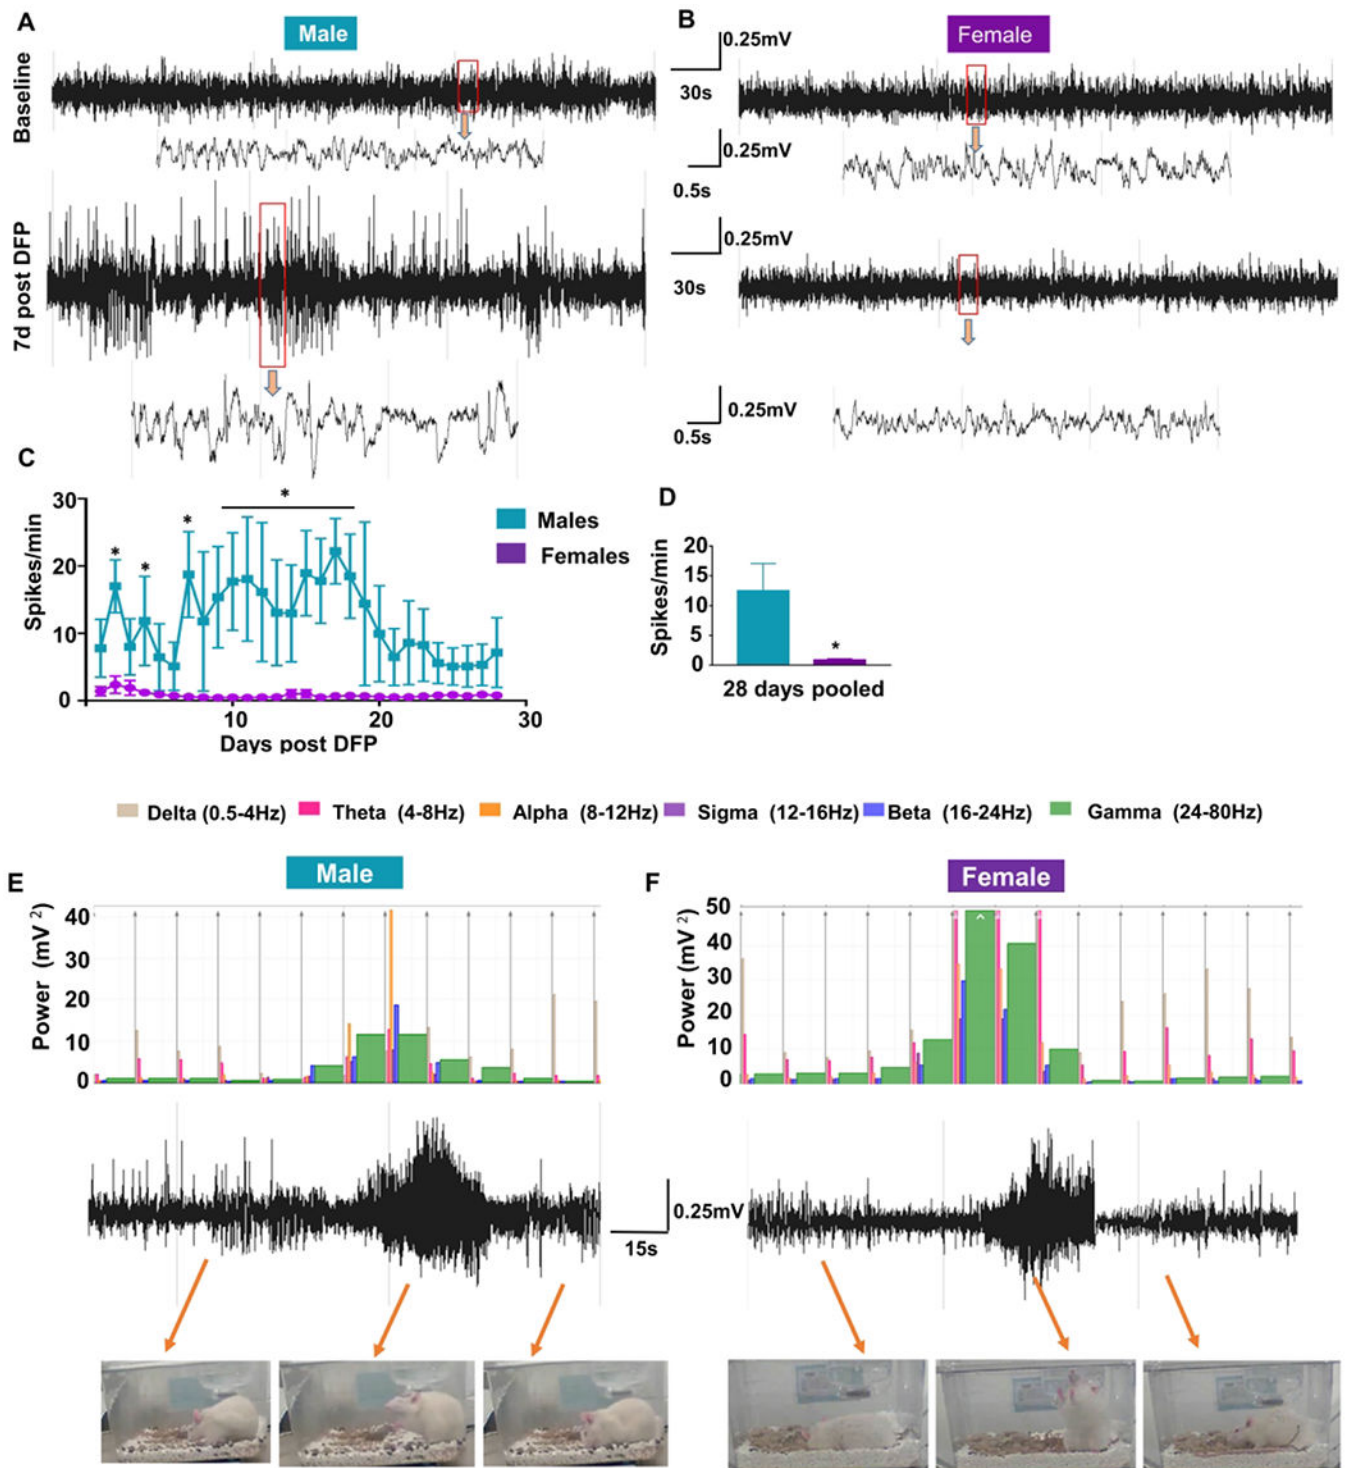 A
Male
B
Female
Baseline
0.25mV
30s
0.25mV
0.5s
7d post DFP
0.25mV
30s
0.25mV
0.5s
C
Spikes/min
30
20
10
0
*
*
*
*
Males
Females
10
20
30
Days post DFP
D
Spikes/min
20
15
10
5
0
*
28 days pooled
Delta (0.5-4Hz) Theta (4-8Hz) Alpha (8-12Hz) Sigma (12-16Hz) Beta (16-24Hz) Gamma (24-80Hz)
E
Male
Power (mV²)
40
30
20
10
0
F
Female
Power (mV²)
50
40
30
20
10
0
0.25mV
15s